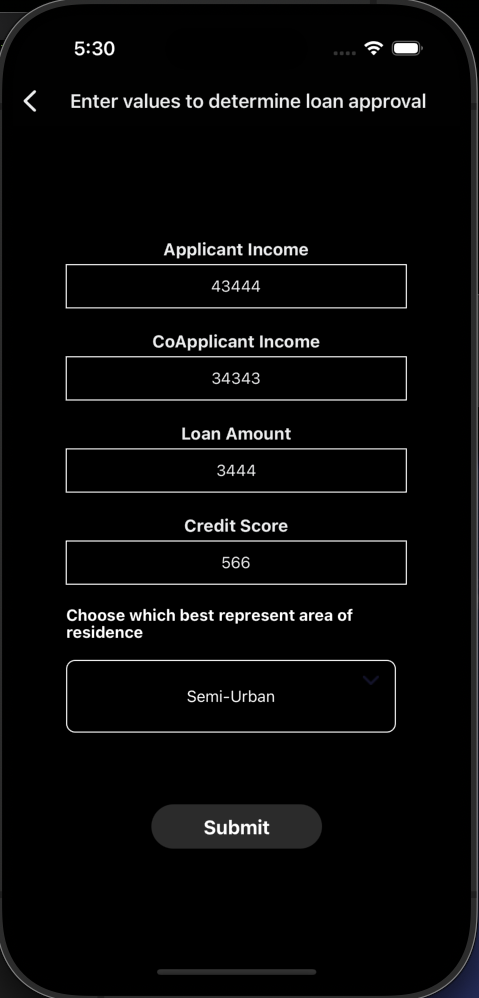 5:30
Enter values to determine loan approval
Applicant Income
43444
CoApplicant Income
34343
Loan Amount
3444
Credit Score
566
Choose which best represent area of
residence
Semi-Urban
Submit